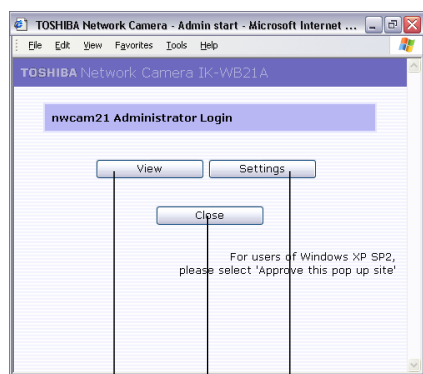 TOSHIBA Network Camera - Admin start - Microsoft Internet ...
File Edit View Favorites Tools Help
TOSHIBA Network Camera IK-WB21A
nwcam21 Administrator Login
View Settings
Close
For users of Windows XP SP2,
please select 'Approve this pop up site'